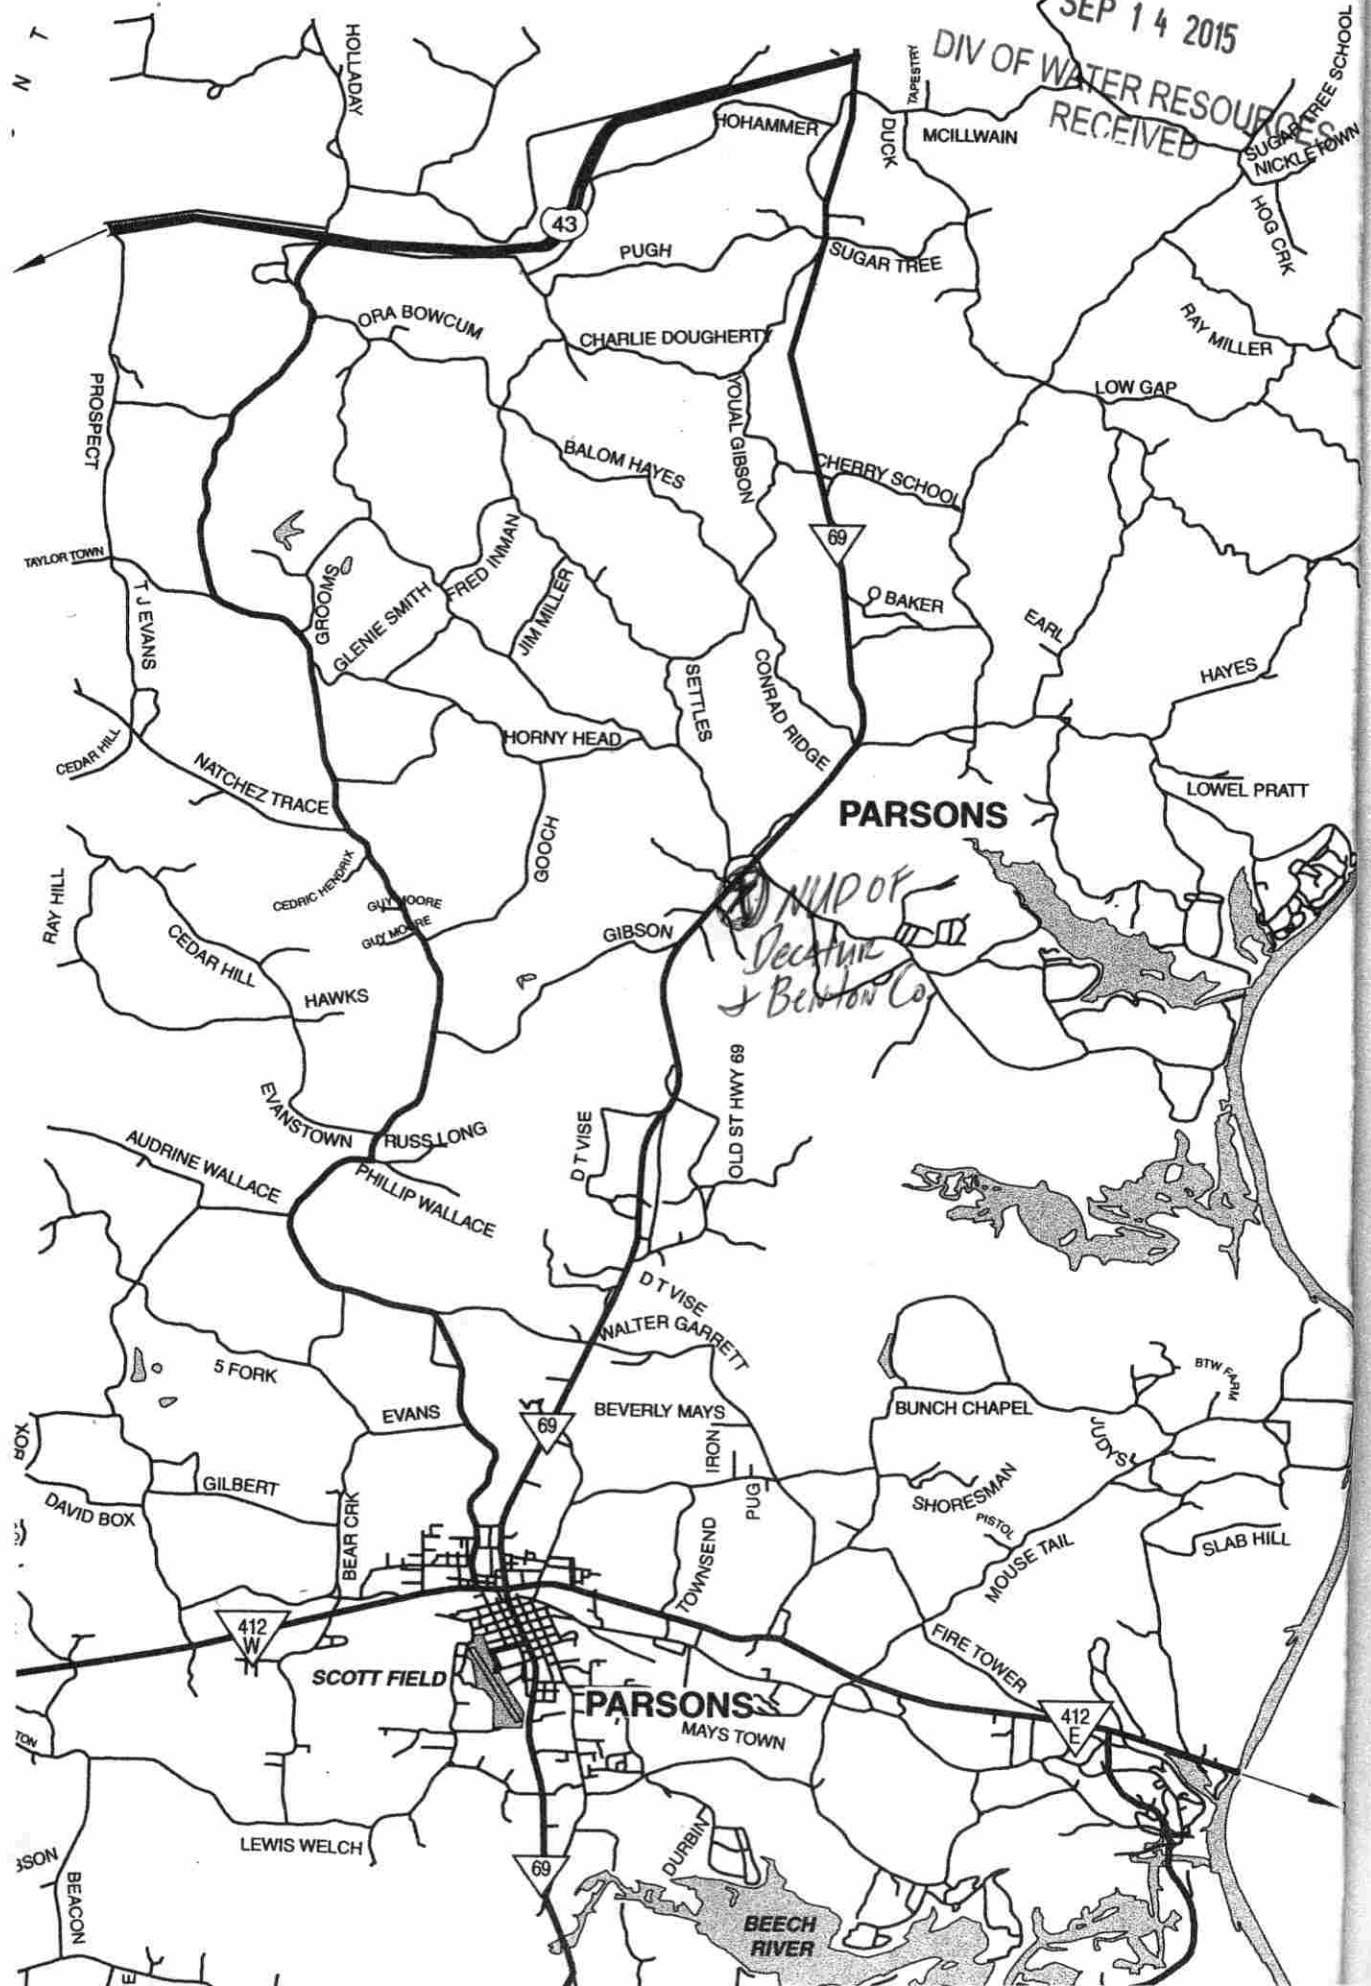 N T
HOLLADAY
SEP 14 2015
DIV OF WATER RESOURCES
RECEIVED
TAPESTRY
SUGAR TREE SCHOOL
HOHAMMER
DUCK
MCILLWAIN
SUGAR TREE
NICKLETOWN
HOG CRK
43
PUGH
SUGAR TREE
ORA BOWCUM
CHARLIE DOUGHERTY
RAY MILLER
PROSPECT
YOUAL GIBSON
LOW GAP
BALOM HAYES
CHERRY SCHOOL
69
TAYLOR TOWN
T J EVANS
GROOMS
GLENIE SMITH
FRED INMAN
JIM MILLER
O BAKER
EARL
HAYES
SETTLES
CONRAD RIDGE
HORNY HEAD
CEDAR HILL
NATCHEZ TRACE
LOWEL PRATT
PARSONS
GOOCH
RAY HILL
CEDRIC HENDRIX
GUY MOORE
GUY MOORE
CEDAR HILL
GIBSON
NUD OF
Decatur
+ Benton Co.
HAWKS
EVANSTOWN
RUSS LONG
D T VISE
OLD ST HWY 69
AUDRINE WALLACE
PHILLIP WALLACE
D T VISE
WALTER GARRETT
5 FORK
BTW FARM
EVANS
69
BEVERLY MAYS
BUNCH CHAPEL
JUDYS
BOX
IRON
GILBERT
PUG
SHORESMAN
DAVID BOX
BEAR CRK
PISTOL
TOWNSEND
MOUSE TAIL
SLAB HILL
412
W
FIRE TOWER
SCOTT FIELD
PARSONS
412
E
MAYS TOWN
TON
LEWIS WELCH
DURBIN
BEACON
69
BEECH
RIVER